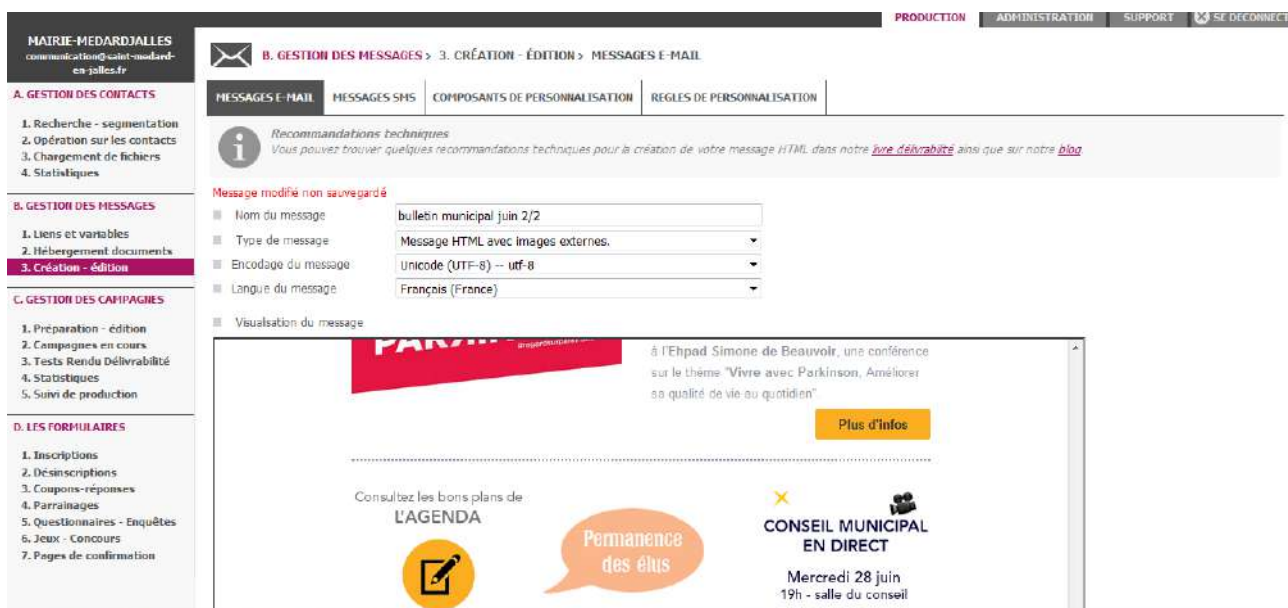 PRODUCTION
ADMINISTRATION
SUPPORT
SE DECONNECT
MAIRIE-MEDARDJALLES
communication@saint-medard-
en-jalles.fr
B. GESTION DES MESSAGES > 3. CRÉATION - ÉDITION > MESSAGES E-MAIL
A. GESTION DES CONTACTS
1. Recherche - segmentation
2. Opération sur les contacts
3. Chargement de fichiers
4. Statistiques
B. GESTION DES MESSAGES
1. Liens et variables
2. Hébergement documents
3. Création - édition
C. GESTION DES CAMPAGNES
1. Préparation - édition
2. Campagnes en cours
3. Tests Rendu Délivrabilité
4. Statistiques
5. Suivi de production
D. LES FORMULAIRES
1. Inscriptions
2. Désinscriptions
3. Coupons-réponses
4. Parrainages
5. Questionnaires - Enquêtes
6. Jeux - Concours
7. Pages de confirmation
MESSAGES E-MAIL
MESSAGES SMS
COMPOSANTS DE PERSONNALISATION
REGLES DE PERSONNALISATION
Recommandations techniques
Vous pouvez trouver quelques recommandations techniques pour la création de votre message HTML dans notre livre délivrabilité ainsi que sur notre blog
Message modifié non sauvegardé
Nom du message
bulletin municipal juin 2/2
Type de message
Message HTML avec images externes.
Encodage du message
Unicode (UTF-8) -- utf-8
Langue du message
Français (France)
Visualsation du message
à l'Ehpad Simone de Beauvoir, une conférence
sur le thème "Vivre avec Parkinson, Améliorer
sa qualité de vie au quotidien".
Plus d'infos
Consultez les bons plans de
L'AGENDA
Permanence
des élus
CONSEIL MUNICIPAL
EN DIRECT
Mercredi 28 juin
19h - salle du conseil